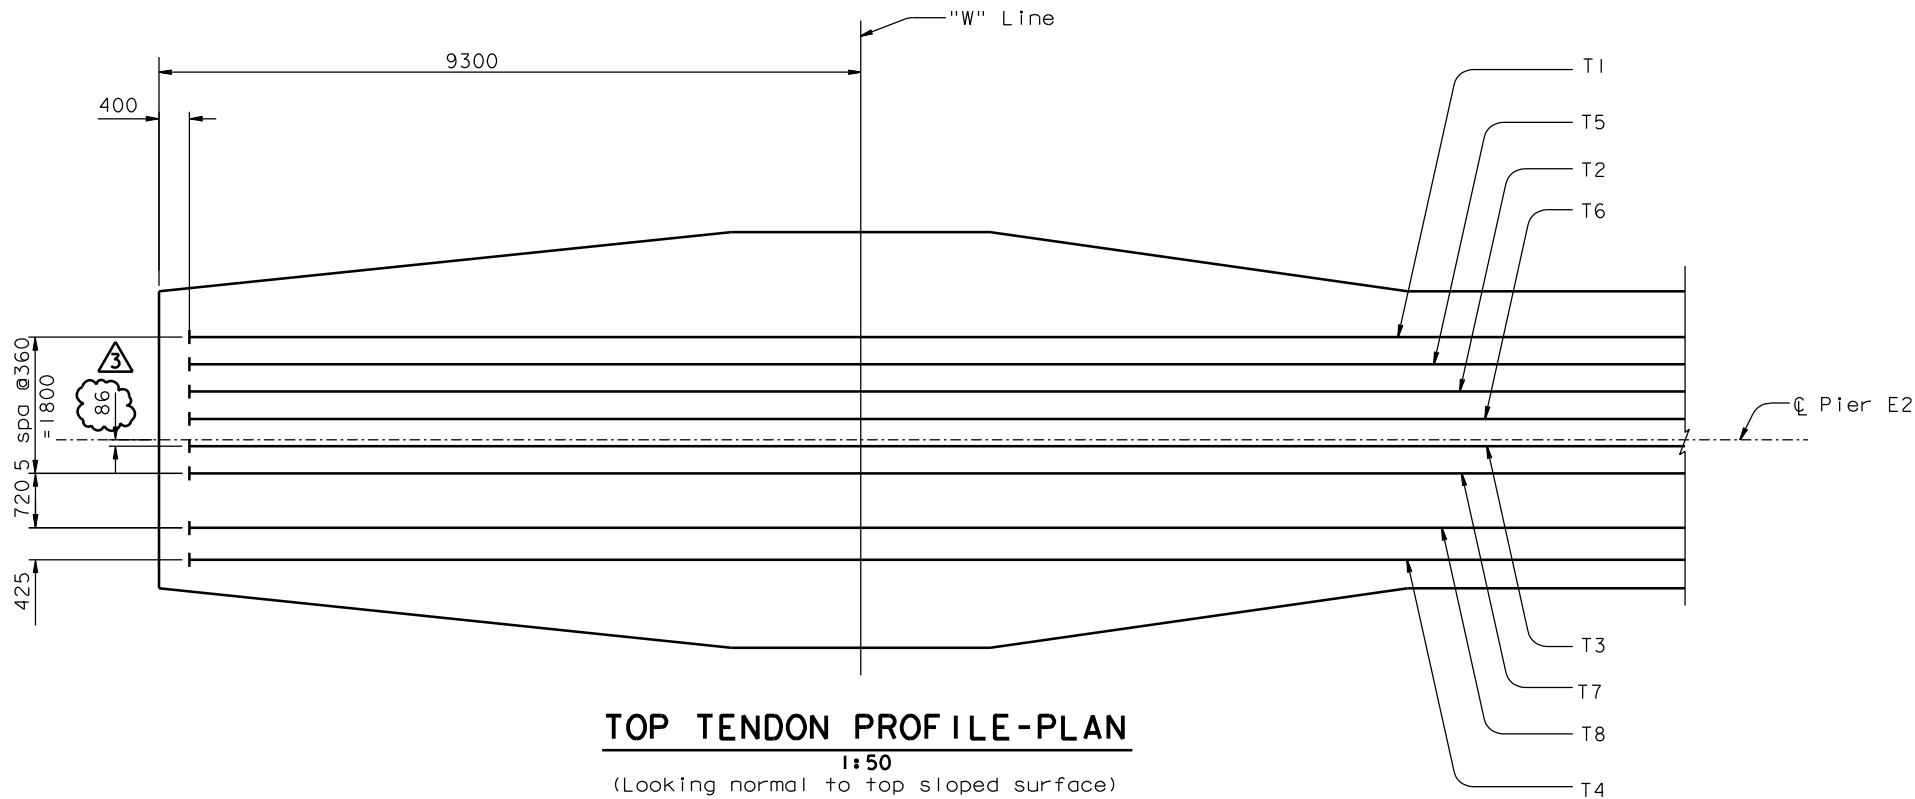 "W" Line
9300
400
T1
T5
T2
T6
5 spa @360
=1800
3
86
℄ Pier E2
720
425
T3
T7
T8
T4
TOP TENDON PROFILE-PLAN
1:50
(Looking normal to top sloped surface)